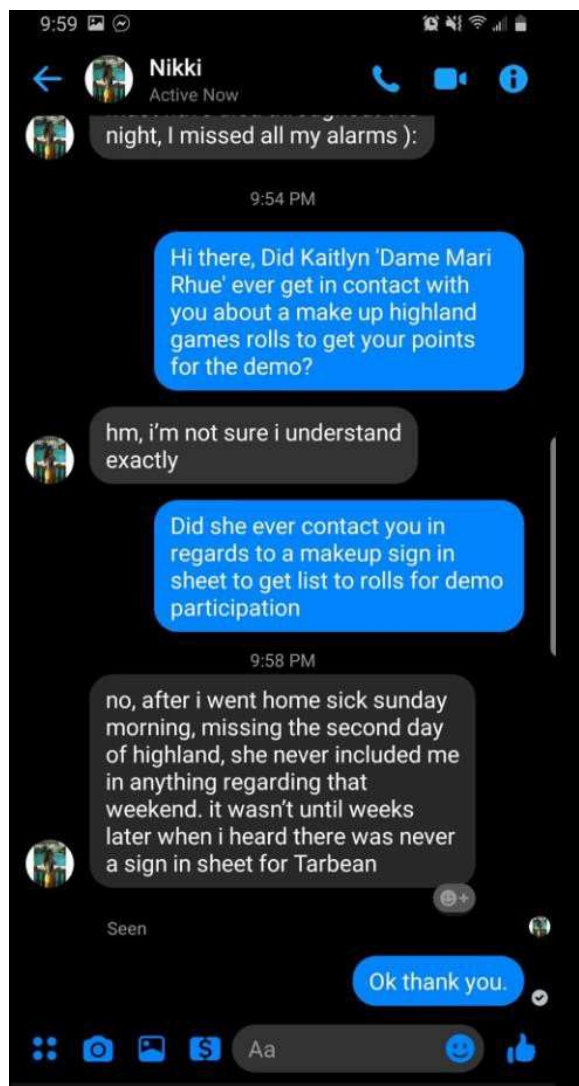 9:59
Nikki
Active Now
night, I missed all my alarms ):
9:54 PM
Hi there, Did Kaitlyn 'Dame Mari
Rhue' ever get in contact with
you about a make up highland
games rolls to get your points
for the demo?
hm, i'm not sure i understand
exactly
Did she ever contact you in
regards to a makeup sign in
sheet to get list to rolls for demo
participation
9:58 PM
no, after i went home sick sunday
morning, missing the second day
of highland, she never included me
in anything regarding that
weekend. it wasn't until weeks
later when i heard there was never
a sign in sheet for Tarbean
Seen
Ok thank you.
Aa